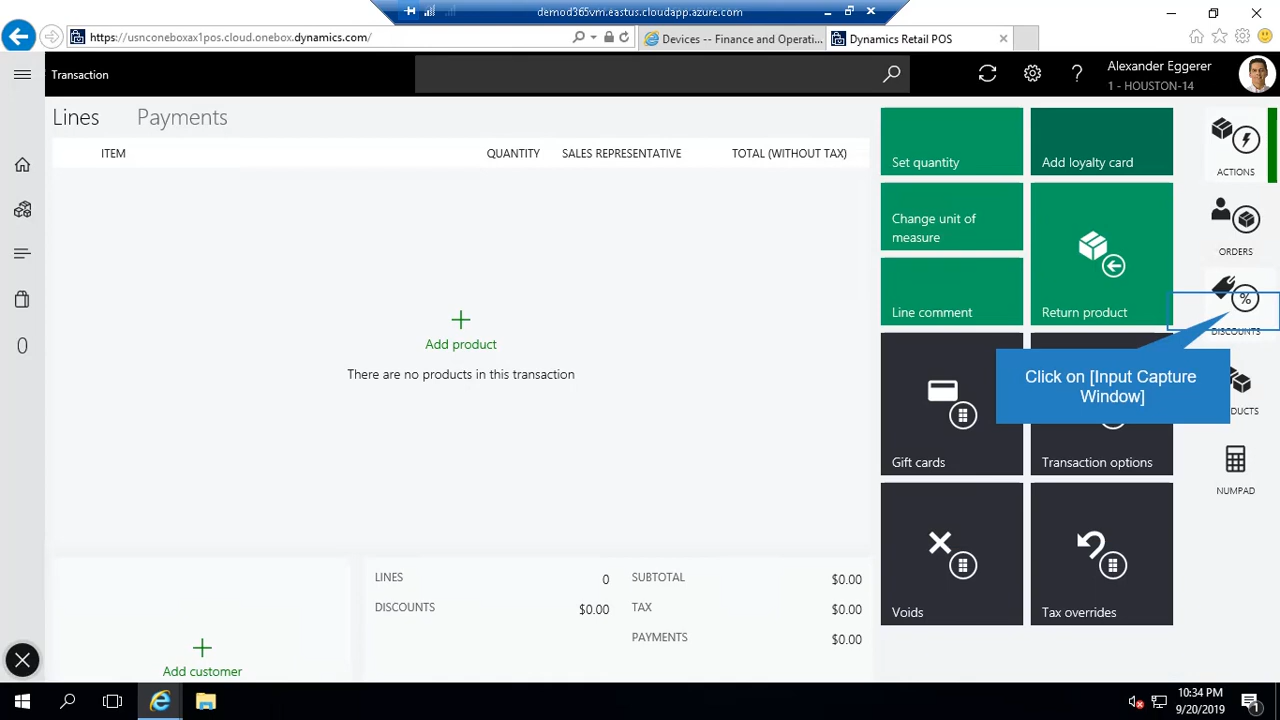 demod365vm.eastus.cloudapp.azure.com
https://usnconeboxax1pos.cloud.onebox.dynamics.com/
Devices -- Finance and Operati...
Dynamics Retail POS
Transaction
Alexander Eggerer
1 - HOUSTON-14
Lines
Payments
ITEM
QUANTITY
SALES REPRESENTATIVE
TOTAL (WITHOUT TAX)
Add product
There are no products in this transaction
0
Add customer
LINES
0
DISCOUNTS
$0.00
SUBTOTAL
$0.00
TAX
$0.00
PAYMENTS
$0.00
Set quantity
Add loyalty card
Change unit of
measure
Line comment
Return product
Gift cards
Transaction options
Voids
Tax overrides
ACTIONS
ORDERS
%
DISCOUNTS
Click on [Input Capture
Window]
NUMPAD
10:34 PM
9/20/2019
1